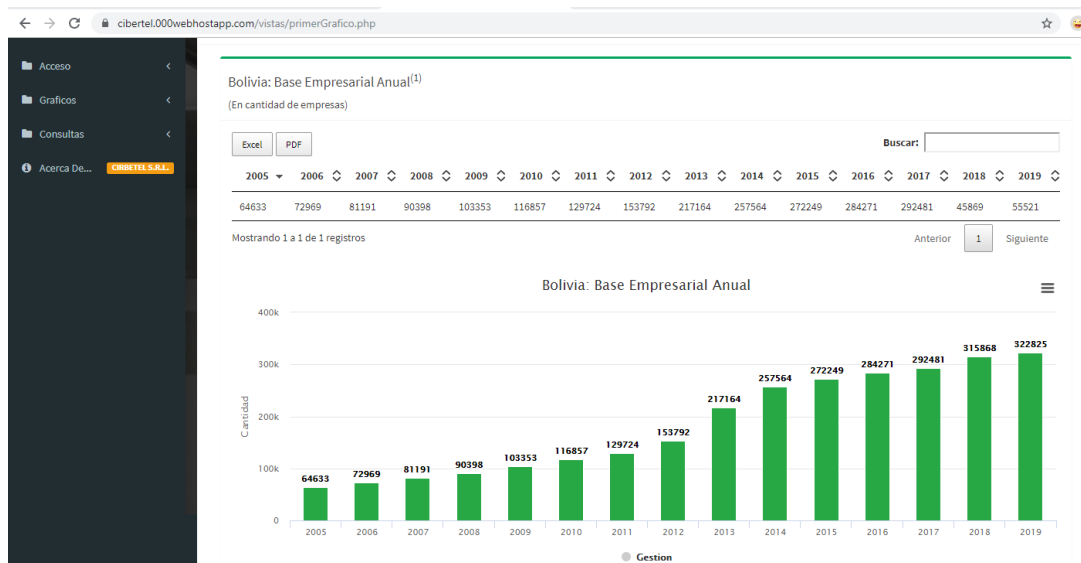 cibertel.000webhostapp.com/vistas/primerGrafico.php
Acceso
Graficos
Consultas
Acerca De... CIRBETEL S.R.L.
Bolivia: Base Empresarial Anual(1)
(En cantidad de empresas)
Excel PDF Buscar:
2005 2006 2007 2008 2009 2010 2011 2012 2013 2014 2015 2016 2017 2018 2019
64633 72969 81191 90398 103353 116857 129724 153792 217164 257564 272249 284271 292481 45869 55521
Mostrando 1 a 1 de 1 registros Anterior 1 Siguiente
Bolivia: Base Empresarial Anual
Cantidad
400k
300k
200k
100k
0
64633 72969 81191 90398 103353 116857 129724 153792 217164 257564 272249 284271 292481 315868 322825
2005 2006 2007 2008 2009 2010 2011 2012 2013 2014 2015 2016 2017 2018 2019
Gestion